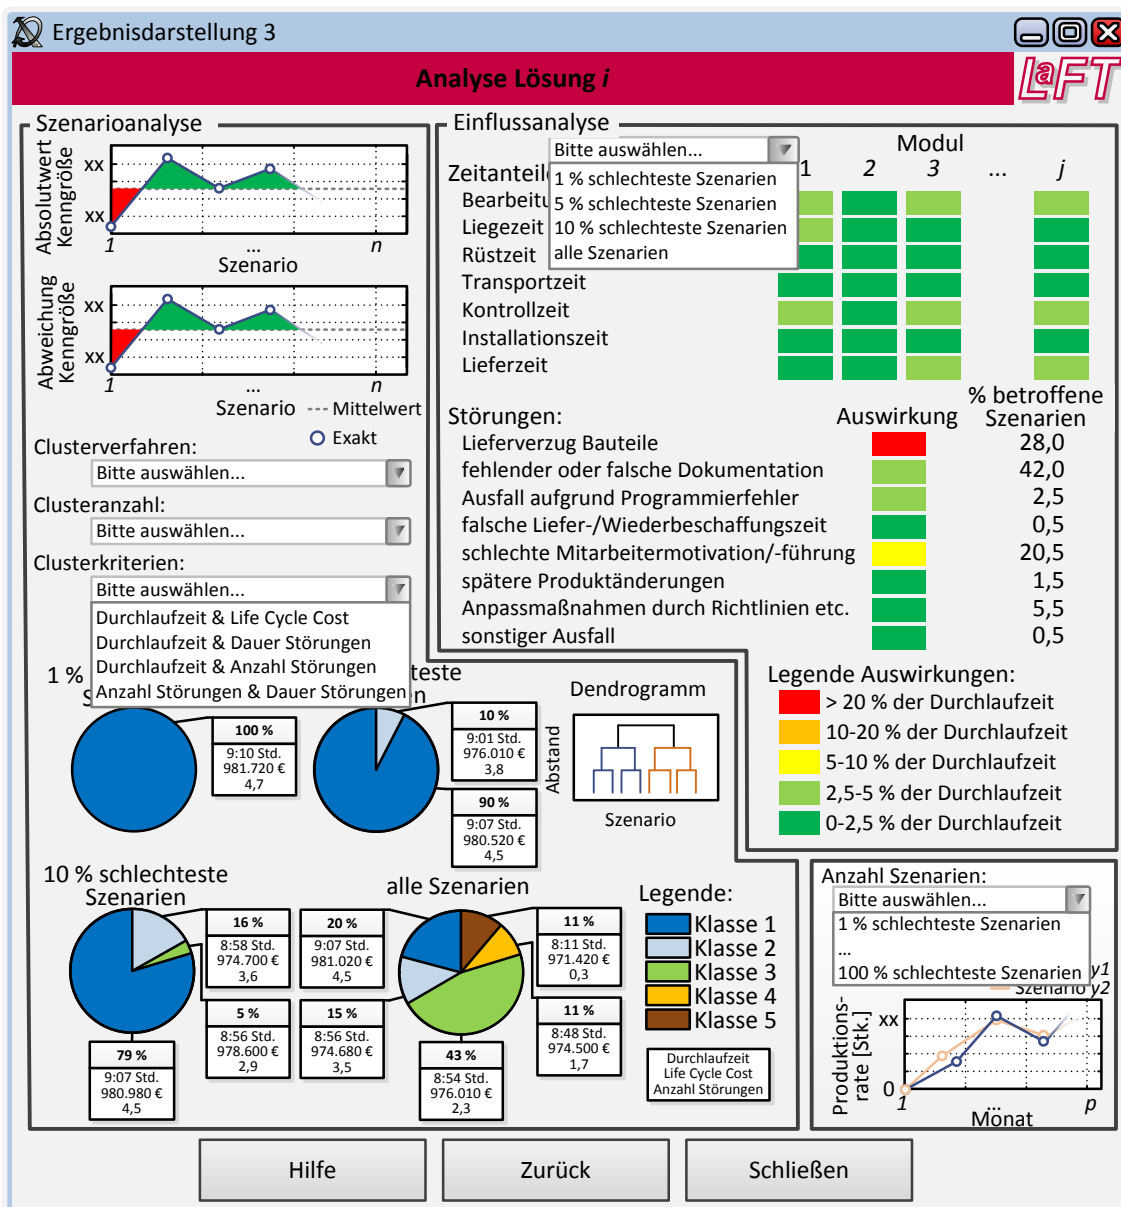 Ergebnisdarstellung 3
Analyse Lösung i
LaFT
Szenarioanalyse
Absolutwert
Kenngröße
xx
xx
1
...
n
Szenario
Abweichung
Kenngröße
xx
xx
1
...
n
Szenario
Mittelwert
Exakt
Clusterverfahren:
Bitte auswählen...
Clusteranzahl:
Bitte auswählen...
Clusterkriterien:
Bitte auswählen...
Durchlaufzeit & Life Cycle Cost
Durchlaufzeit & Dauer Störungen
Durchlaufzeit & Anzahl Störungen
Anzahl Störungen & Dauer Störungen
1 %
100 %
9:10 Std.
981.720 €
4,7
10 %
9:01 Std.
976.010 €
3,8
90 %
9:07 Std.
980.520 €
4,5
Dendrogramm
Abstand
Szenario
10 % schlechteste
Szenarien
16 %
8:58 Std.
974.700 €
3,6
5 %
8:56 Std.
978.600 €
2,9
79 %
9:07 Std.
980.980 €
4,5
alle Szenarien
20 %
9:07 Std.
981.020 €
4,5
15 %
8:56 Std.
974.680 €
3,5
43 %
8:54 Std.
976.010 €
2,3
11 %
8:11 Std.
971.420 €
0,3
11 %
8:48 Std.
974.500 €
1,7
Legende:
Klasse 1
Klasse 2
Klasse 3
Klasse 4
Klasse 5
Durchlaufzeit
Life Cycle Cost
Anzahl Störungen
Einflussanalyse
Bitte auswählen...
1 % schlechteste Szenarien
5 % schlechteste Szenarien
10 % schlechteste Szenarien
alle Szenarien
Modul
1 2 3 ... j
Liegezeit
Rüstzeit
Transportzeit
Kontrollzeit
Installationszeit
Lieferzeit
Störungen:
Auswirkung
% betroffene
Szenarien
Lieferverzug Bauteile 28,0
fehlender oder falsche Dokumentation 42,0
Ausfall aufgrund Programmierfehler 2,5
falsche Liefer-/Wiederbeschaffungszeit 0,5
schlechte Mitarbeitermotivation/-führung 20,5
spätere Produktänderungen 1,5
Anpassmaßnahmen durch Richtlinien etc. 5,5
sonstiger Ausfall 0,5
Legende Auswirkungen:
> 20 % der Durchlaufzeit
10-20 % der Durchlaufzeit
5-10 % der Durchlaufzeit
2,5-5 % der Durchlaufzeit
0-2,5 % der Durchlaufzeit
Anzahl Szenarien:
Bitte auswählen...
1 % schlechteste Szenarien
...
100 % schlechteste Szenarien
y1
Szenario y2
Produktions-
rate [Stk.]
xx
0
1
...
p
Monat
Hilfe
Zurück
Schließen